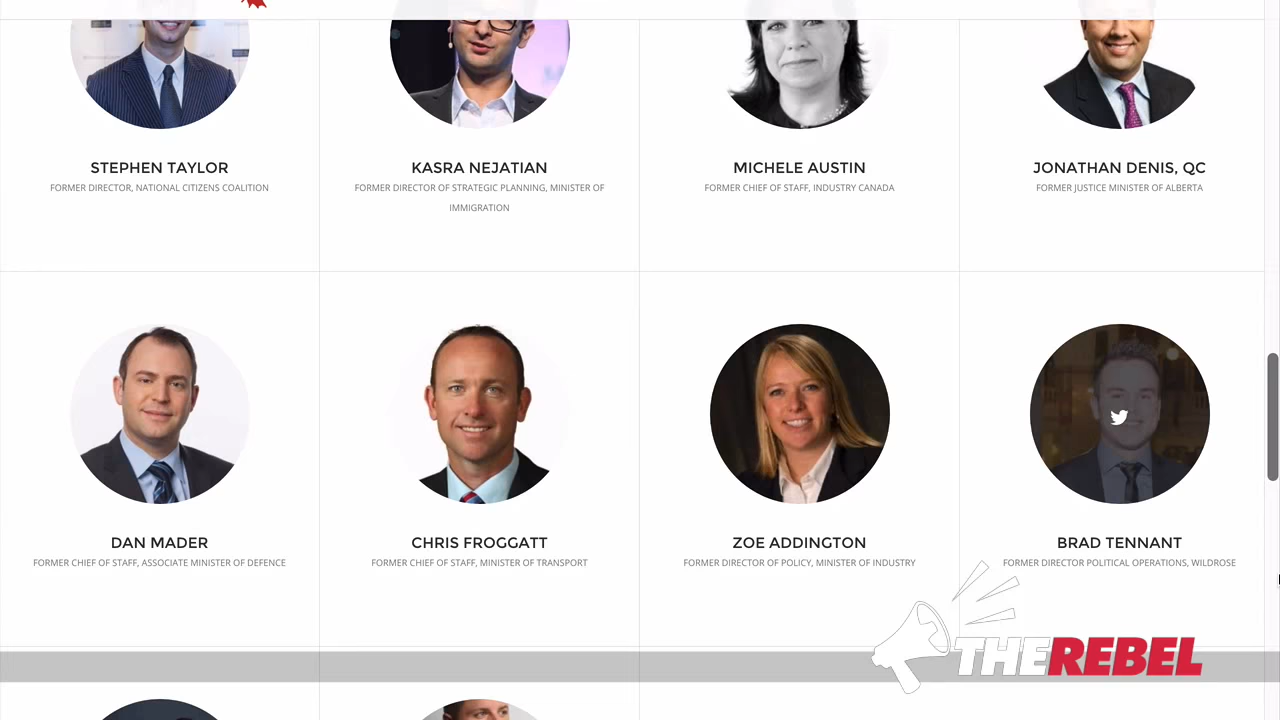 STEPHEN TAYLOR
FORMER DIRECTOR, NATIONAL CITIZENS COALITION
KASRA NEJATIAN
FORMER DIRECTOR OF STRATEGIC PLANNING, MINISTER OF
IMMIGRATION
MICHELE AUSTIN
FORMER CHIEF OF STAFF, INDUSTRY CANADA
JONATHAN DENIS, QC
FORMER JUSTICE MINISTER OF ALBERTA
DAN MADER
FORMER CHIEF OF STAFF, ASSOCIATE MINISTER OF DEFENCE
CHRIS FROGGATT
FORMER CHIEF OF STAFF, MINISTER OF TRANSPORT
ZOE ADDINGTON
FORMER DIRECTOR OF POLICY, MINISTER OF INDUSTRY
BRAD TENNANT
FORMER DIRECTOR POLITICAL OPERATIONS, WILDROSE
THEREBEL